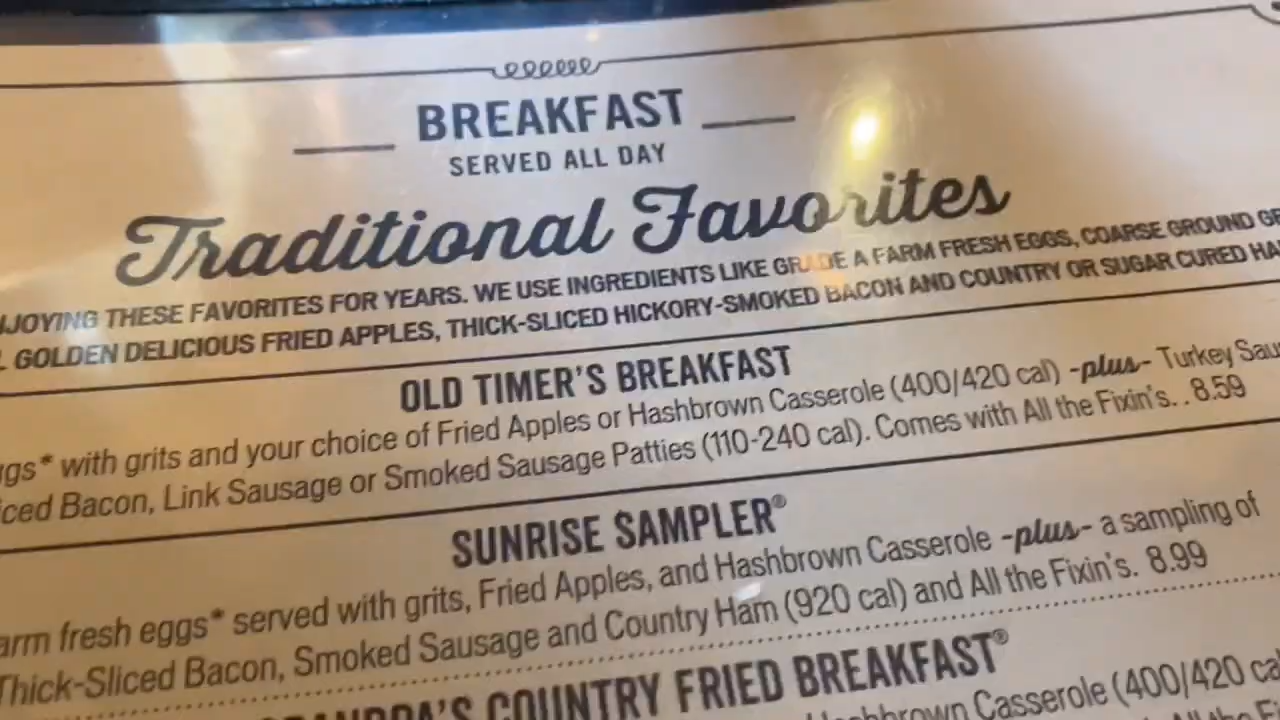 BREAKFAST
SERVED ALL DAY
Traditional Favorites
THESE FAVORITES FOR YEARS. WE USE INGREDIENTS LIKE GRADE A FARM FRESH EGGS, COARSE GROUND
GOLDEN DELICIOUS FRIED APPLES, THICK-SLICED HICKORY-SMOKED BACON AND COUNTRY OR SUGAR CURED
OLD TIMER'S BREAKFAST
with grits and your choice of Fried Apples or Hashbrown Casserole (400/420 cal) -plus- Turkey
Bacon, Link Sausage or Smoked Sausage Patties (110-240 cal). Comes with All the Fixin's. . 8.59
SUNRISE SAMPLER®
fresh eggs* served with grits, Fried Apples, and Hashbrown Casserole -plus- a sampling of
Thick-Sliced Bacon, Smoked Sausage and Country Ham (920 cal) and All the Fixin's. 8.99
COUNTRY FRIED BREAKFAST®
Casserole (400/420